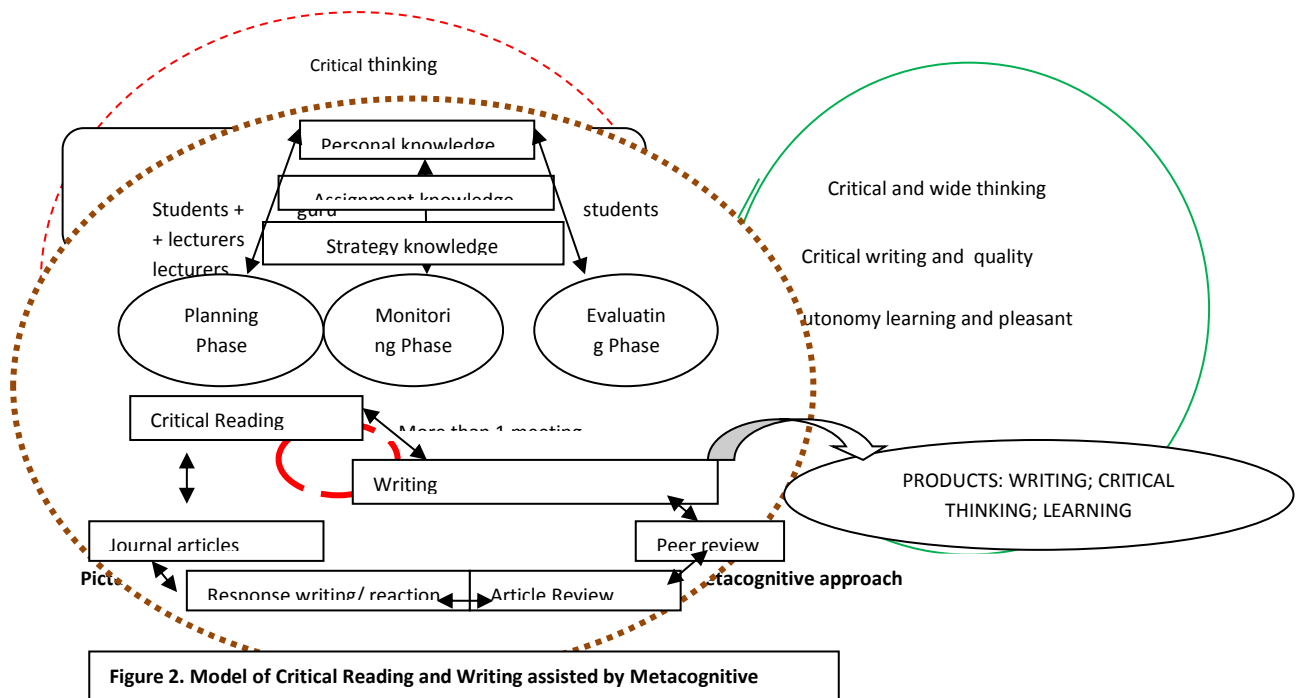 Critical thinking
Personal knowledge
Assignment knowledge
Students +
guru
students
+ lecturers
lecturers
Strategy knowledge
Planning
Phase
Monitori
ng Phase
Evaluatin
g Phase
Critical and wide thinking
Critical writing and quality
utonomy learning and pleasant
Critical Reading
More than 1 meeting
Writing
PRODUCTS: WRITING; CRITICAL
THINKING; LEARNING
Journal articles
Peer review
Pictu
etacognitive approach
Response writing/ reaction
Article Review
Figure 2. Model of Critical Reading and Writing assisted by Metacognitive